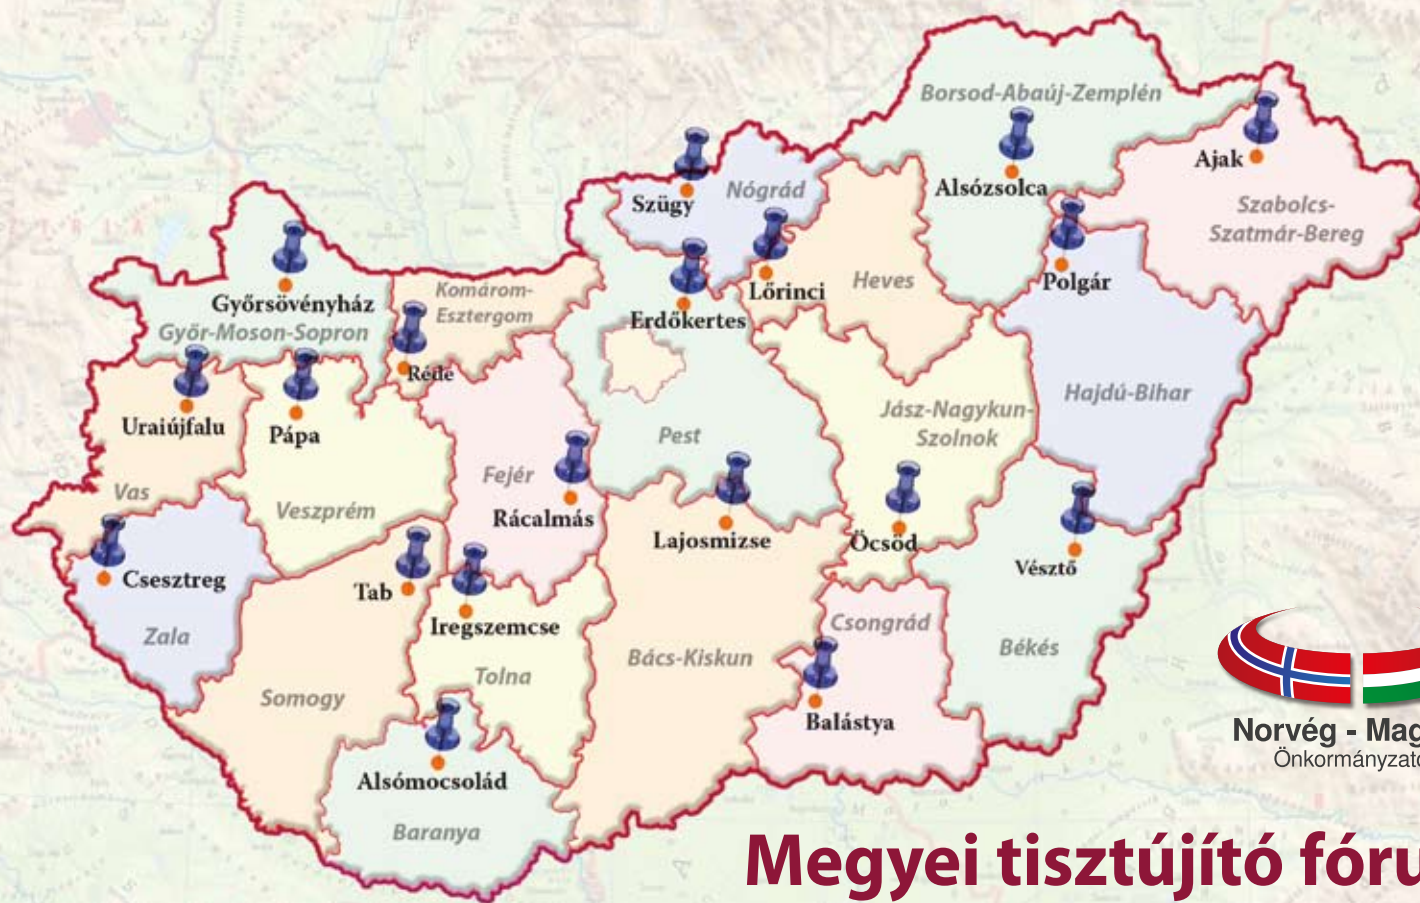 Borsod-Abaúj-Zemplén
Ajak
Alsózsolca
Nógrád
Szügy
Szabolcs-
Szatmár-Bereg
Polgár
Lőrinci
Heves
Győrsövényház
Győr-Moson-Sopron
Komárom-
Esztergom
Erdőkertes
Réde
Hajdú-Bihar
Uraiújfalu
Pápa
Jász-Nagykun-
Szolnok
Pest
Fejér
Vas
Veszprém
Rácalmás
Lajosmizse
Öcsöd
Vésztő
Csesztreg
Tab
Iregszemcse
Csongrád
Zala
Bács-Kiskun
Békés
Tolna
Somogy
Balástya
Alsómocsolád
Baranya
Norvég - Mag
Önkormányzato
Megyei tisztújító fóru